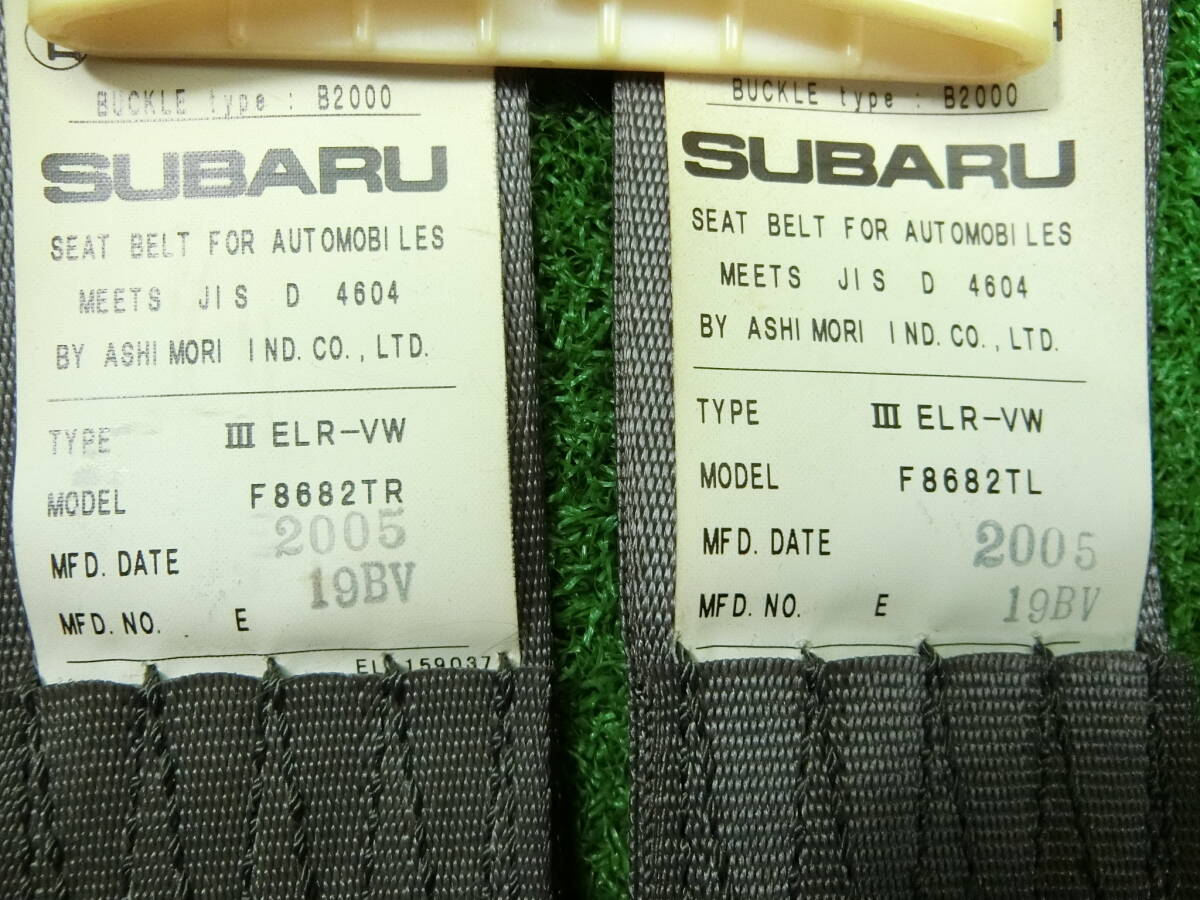 BUCKLE type : B2000
SUBARU
SEAT BELT FOR AUTOMOBILES
MEETS JIS D 4604
BY ASHIMORI IND. CO., LTD.
TYPE III ELR-VW
MODEL F8682TR
MFD. DATE 2005
MFD. NO. E 19BV
159037
BUCKLE type : B2000
SUBARU
SEAT BELT FOR AUTOMOBILES
MEETS JIS D 4604
BY ASHIMORI IND. CO., LTD.
TYPE III ELR-VW
MODEL F8682TL
MFD. DATE 2005
MFD. NO. E 19BV